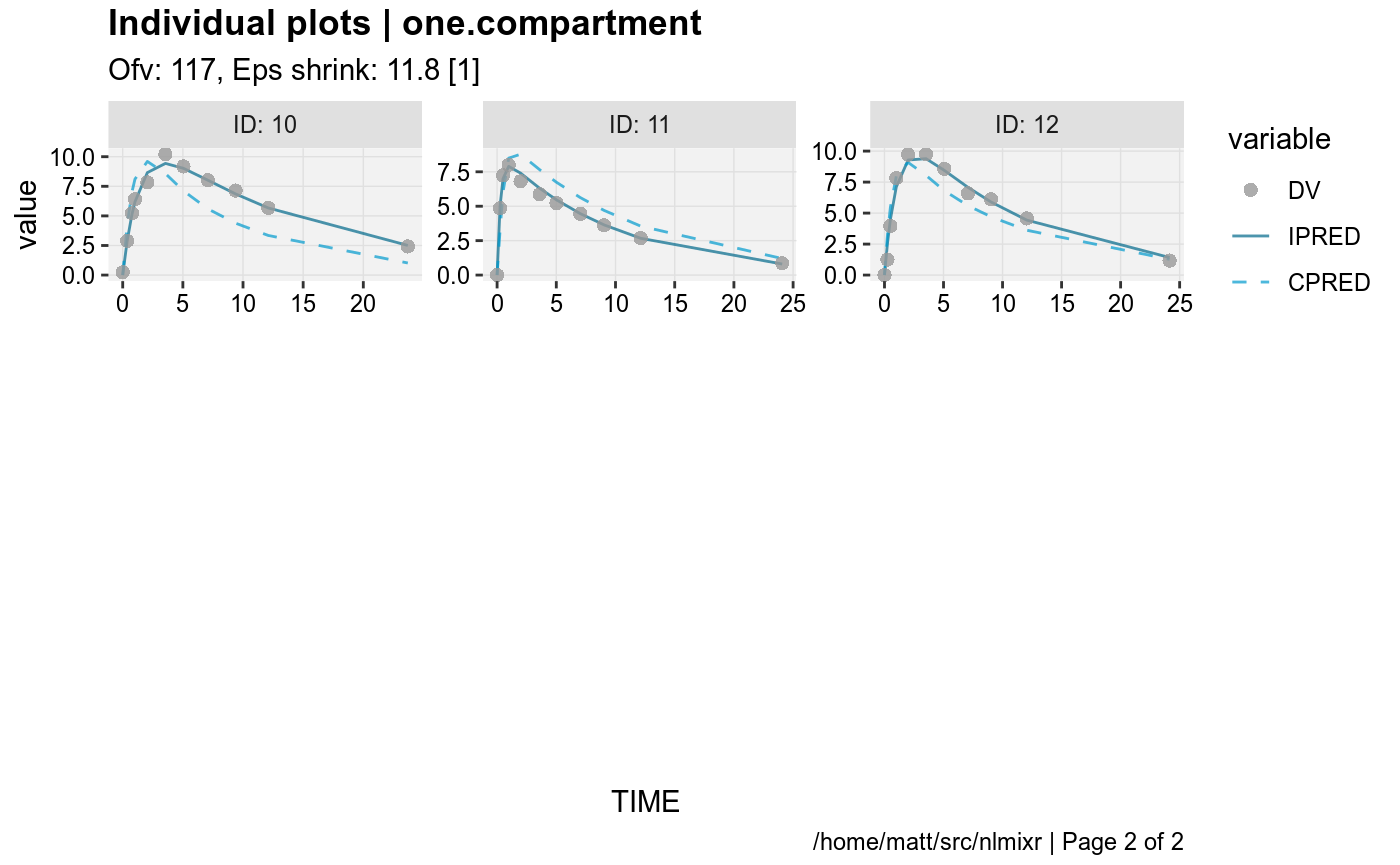 Individual plots | one.compartment
Ofv: 117, Eps shrink: 11.8 [1]
ID: 10
ID: 11
ID: 12
value
10.0
7.5
5.0
2.5
0.0
0 5 10 15 20
7.5
5.0
2.5
0.0
0 5 10 15 20 25
10.0
7.5
5.0
2.5
0.0
0 5 10 15 20 25
variable
DV
IPRED
CPRED
TIME
/home/matt/src/nlmixr | Page 2 of 2